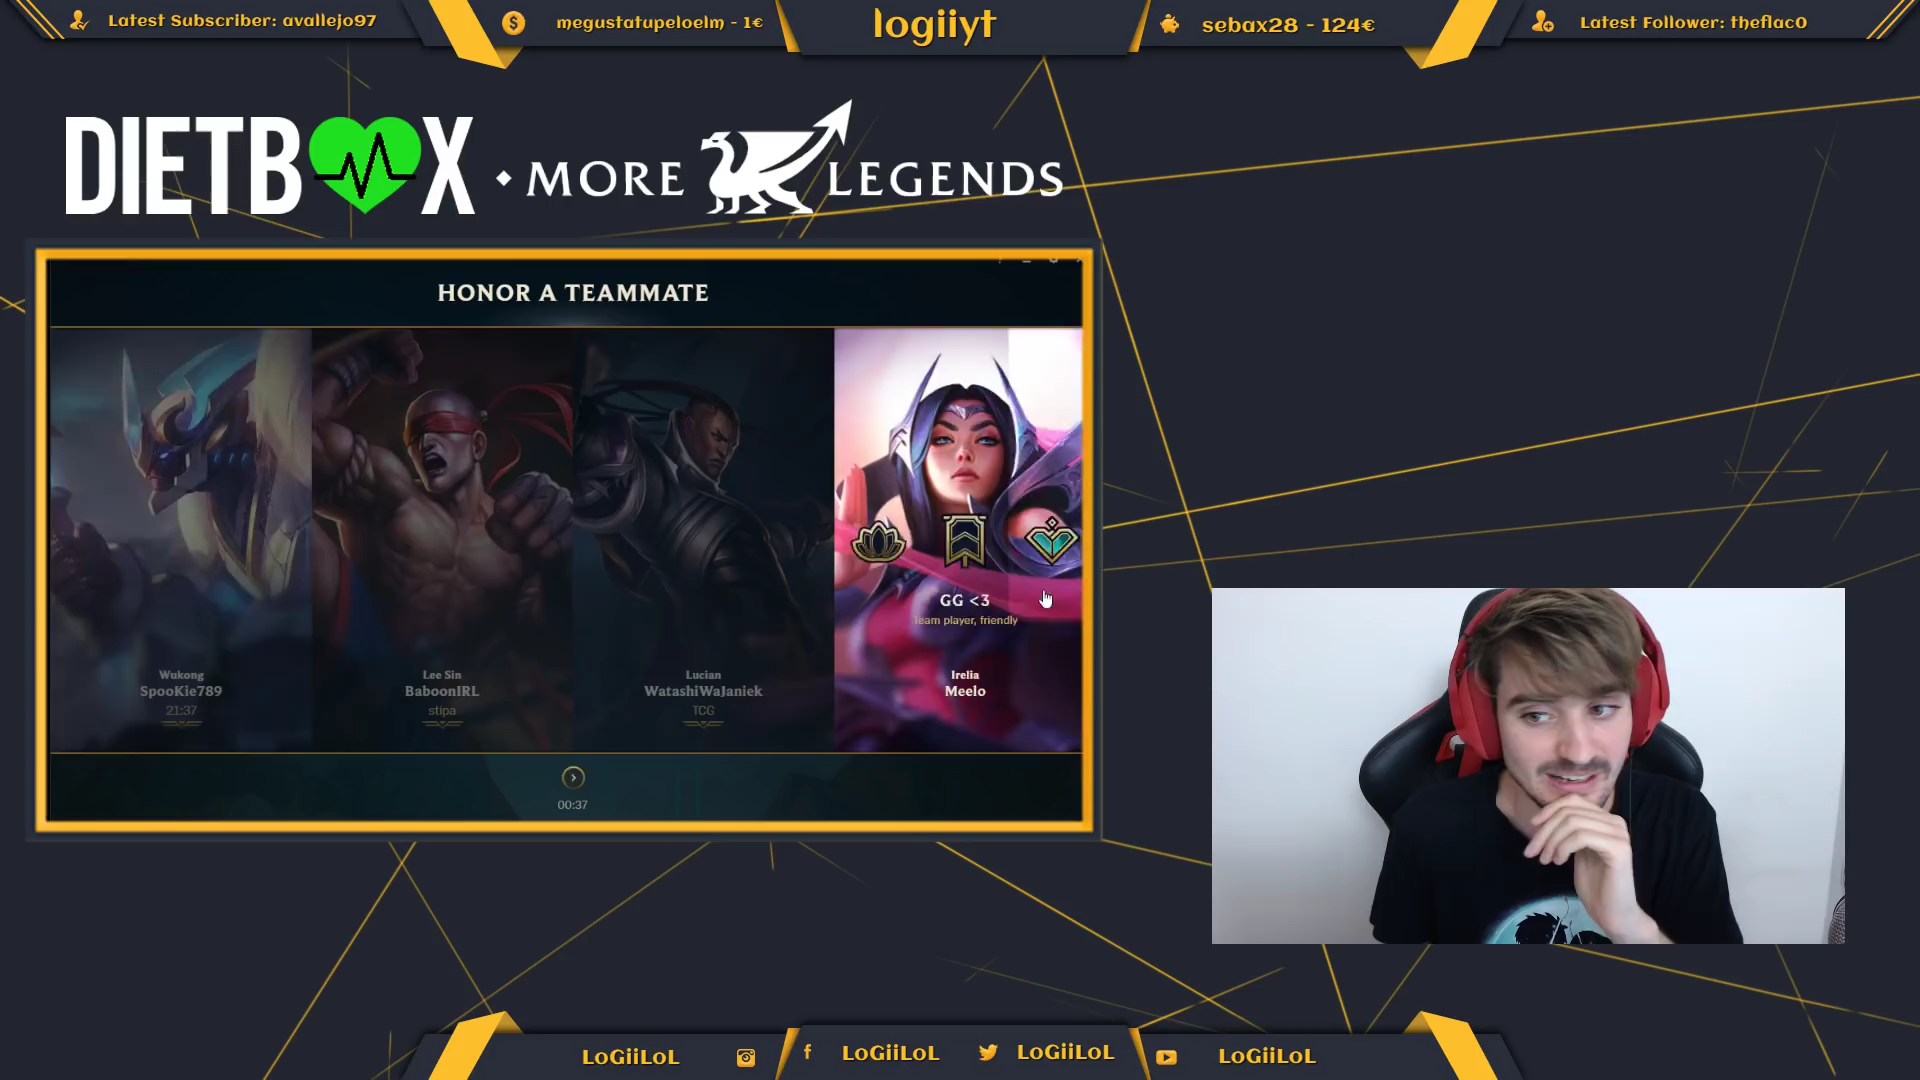 Latest Subscriber: avallejo97
megustatupeloelm - 1€
logiiyt
sebax28 - 124€
Latest Follower: theflac0
DIETB X
MORE LEGENDS
HONOR A TEAMMATE
GG <3
Team player, friendly
Wukong
SpooKie789
21:37
Lee Sin
BaboonIRL
stipa
Lucian
WatashiWaJaniek
TCG
Irelia
Meelo
00:37
LoGiiLoL
LoGiiLoL
LoGiiLoL
LoGiiLoL